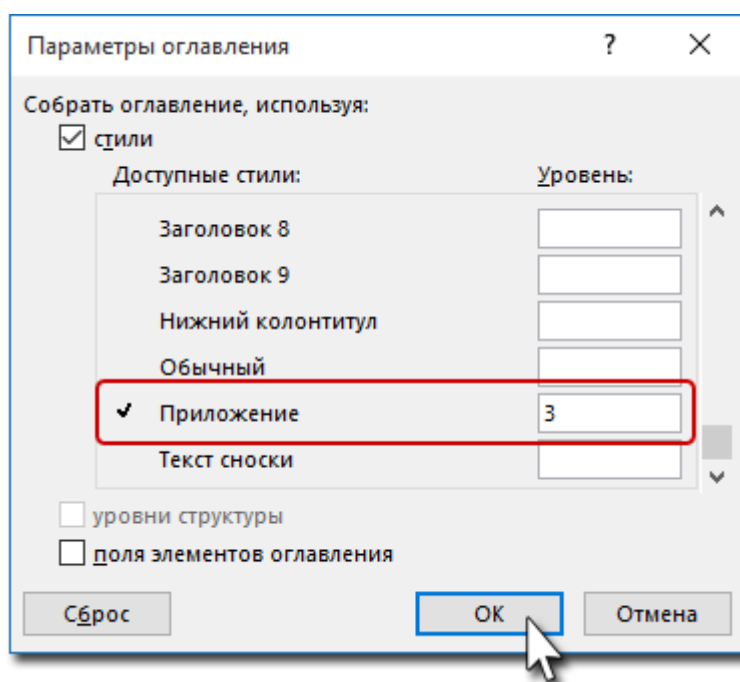 Параметры оглавления ?
Собрать оглавление, используя:
стили
Доступные стили: Уровень:
Заголовок 8
Заголовок 9
Нижний колонтитул
Обычный
Приложение 3
Текст сноски
уровни структуры
поля элементов оглавления
Сброс ОК Отмена